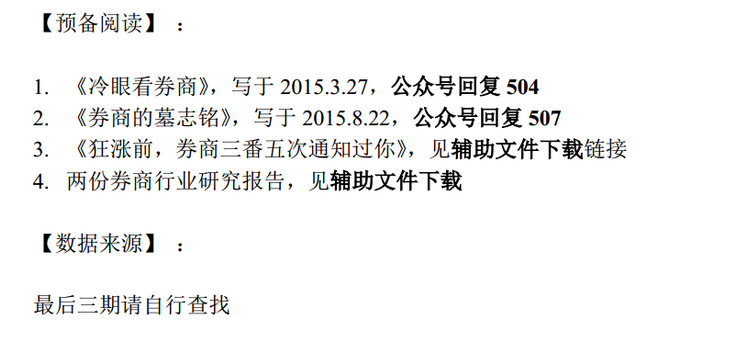 【预备阅读】 ：
1. 《冷眼看券商》，写于 2015.3.27，公众号回复 504
2. 《券商的墓志铭》，写于 2015.8.22，公众号回复 507
3. 《狂涨前，券商三番五次通知过你》，见辅助文件下载链接
4. 两份券商行业研究报告，见辅助文件下载
【数据来源】 ：
最后三期请自行查找